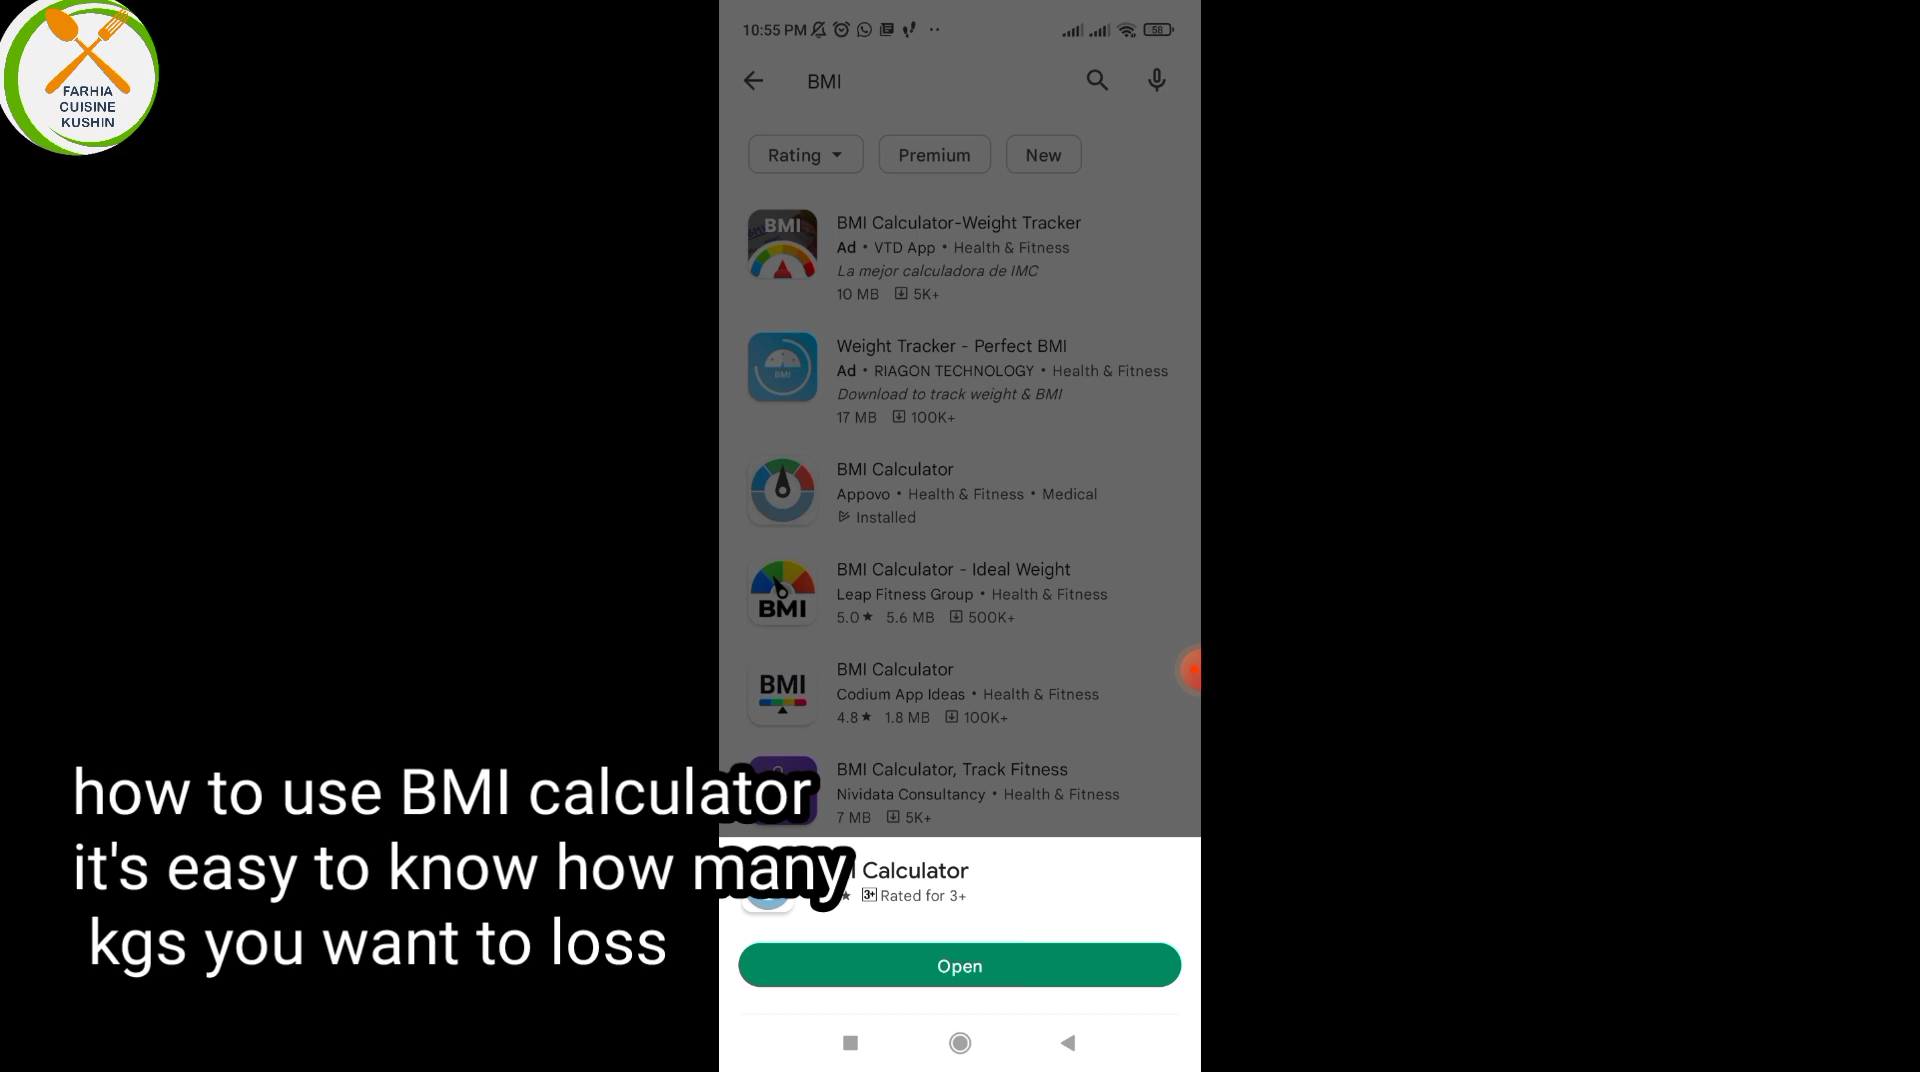 FARHIA
CUISINE
KUSHIN
10:55 PM
58
BMI
Rating
Premium
New
BMI
BMI Calculator-Weight Tracker
Ad • VTD App • Health & Fitness
La mejor calculadora de IMC
10 MB 5K+
BMI
Weight Tracker - Perfect BMI
Ad • RIAGON TECHNOLOGY • Health & Fitness
Download to track weight & BMI
17 MB 100K+
BMI Calculator
Appovo • Health & Fitness • Medical
Installed
BMI
BMI Calculator - Ideal Weight
Leap Fitness Group • Health & Fitness
5.0★ 5.6 MB 500K+
BMI
BMI Calculator
Codium App Ideas • Health & Fitness
4.8★ 1.8 MB 100K+
BMI Calculator, Track Fitness
Nividata Consultancy • Health & Fitness
7 MB 5K+
how to use BMI calculator
it's easy to know how many
kgs you want to loss
Calculator
★ 3+ Rated for 3+
Open